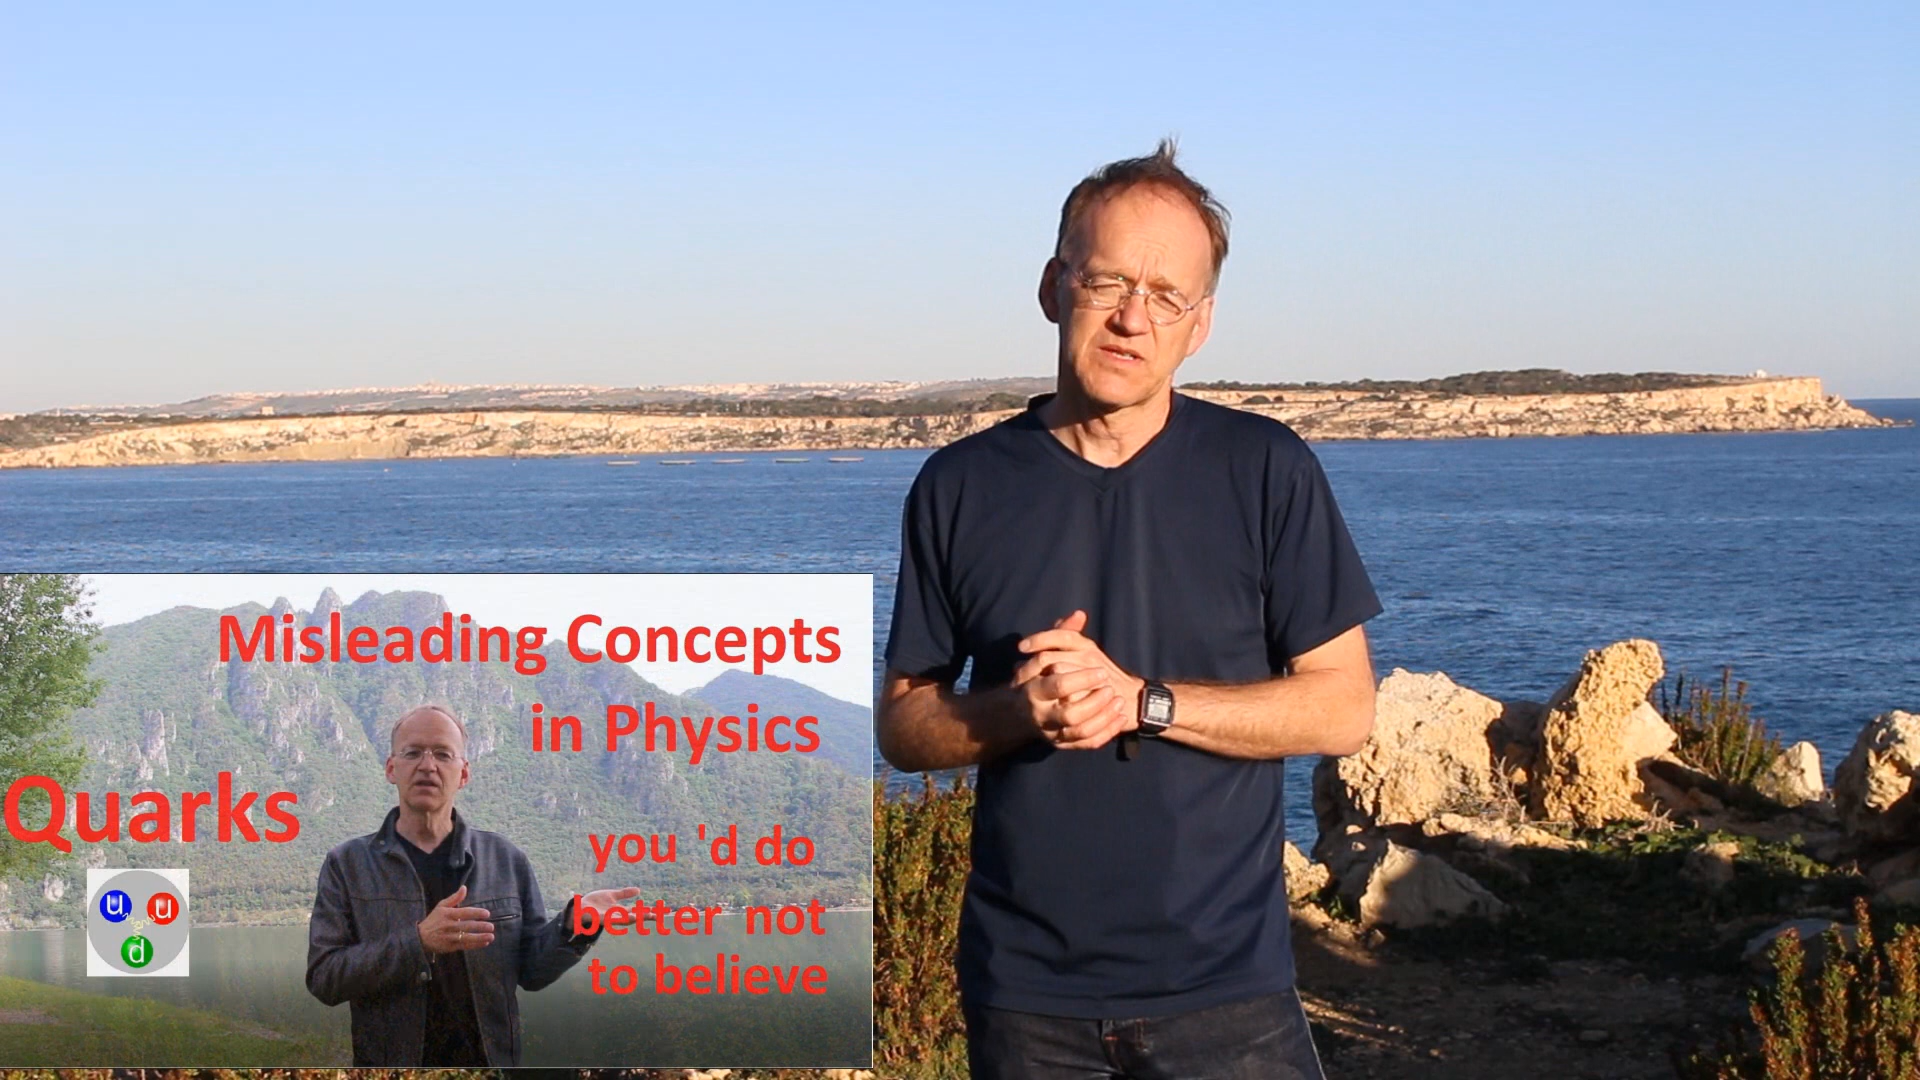 Misleading Concepts
in Physics
Quarks
you 'd do
better not
to believe
u u
d